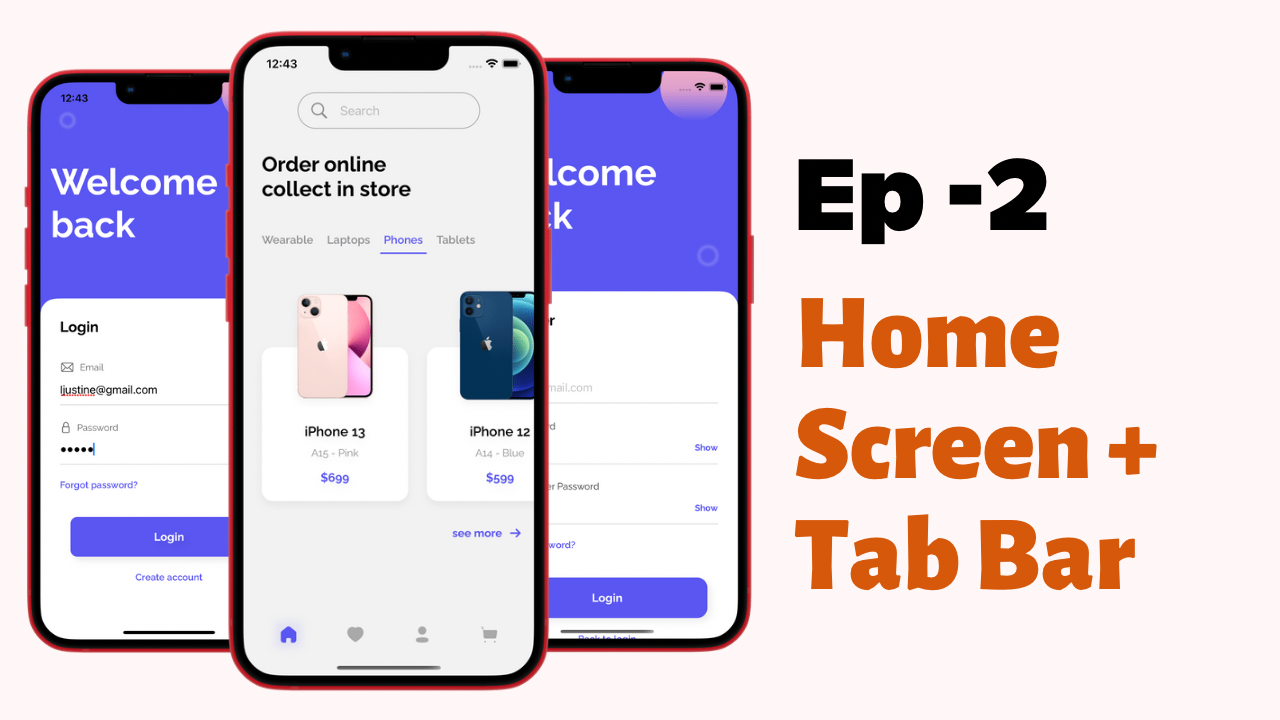 12:43
Welcome
back
Login
Email
ljustine@gmail.com
Password
Forgot password?
Login
Create account
12:43
Search
Order online
collect in store
Wearable Laptops Phones Tablets
iPhone 13
A15 - Pink
$699
iPhone 12
A14 - Blue
$599
see more
lcome
ck
r
mail.com
rd
Show
er Password
Show
word?
Login
Back to login
Ep -2
Home
Screen +
Tab Bar